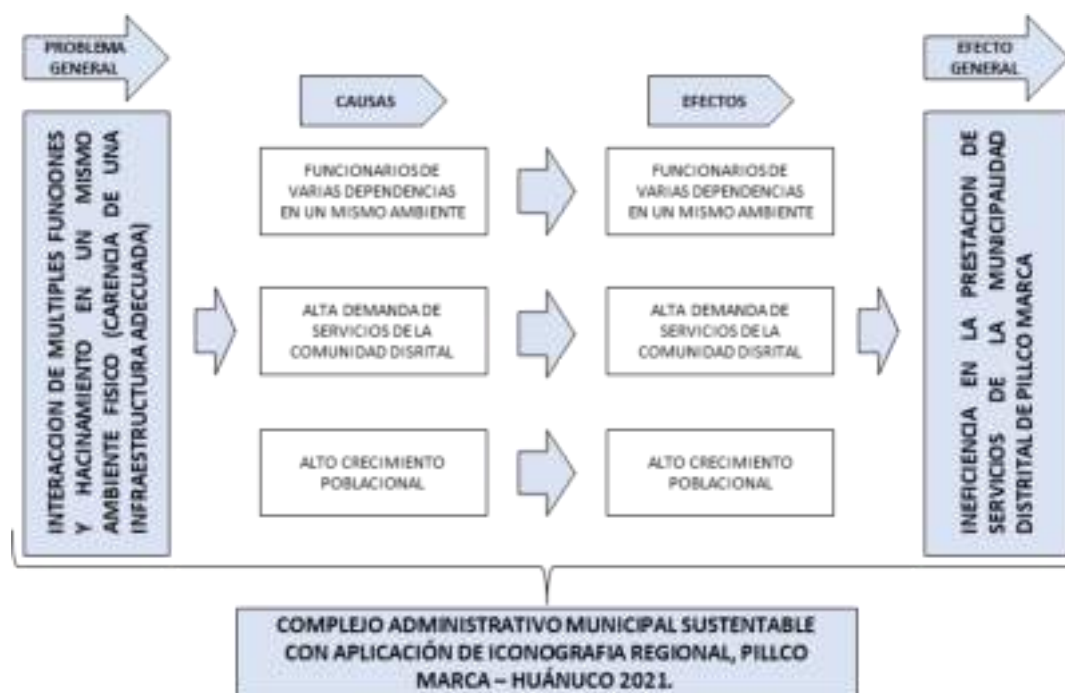 PROBLEMA
GENERAL
INTERACCION DE MULTIPLES FUNCIONES
Y HACINAMIENTO EN UN MISMO
AMBIENTE FISICO (CARENCIA DE UNA
INFRAESTRUCTURA ADECUADA)
CAUSAS
FUNCIONARIOS DE
VARIAS DEPENDENCIAS
EN UN MISMO AMBIENTE
ALTA DEMANDA DE
SERVICIOS DE LA
COMUNIDAD DISRITAL
ALTO CRECIMIENTO
POBLACIONAL
EFECTOS
FUNCIONARIOS DE
VARIAS DEPENDENCIAS
EN UN MISMO AMBIENTE
ALTA DEMANDA DE
SERVICIOS DE LA
COMUNIDAD DISRITAL
ALTO CRECIMIENTO
POBLACIONAL
EFECTO
GENERAL
INEFICIENCIA EN LA PRESTACION DE
SERVICIOS DE LA MUNICIPALIDAD
DISTRITAL DE PILLCO MARCA
COMPLEJO ADMINISTRATIVO MUNICIPAL SUSTENTABLE
CON APLICACIÓN DE ICONOGRAFIA REGIONAL, PILLCO
MARCA – HUÁNUCO 2021.